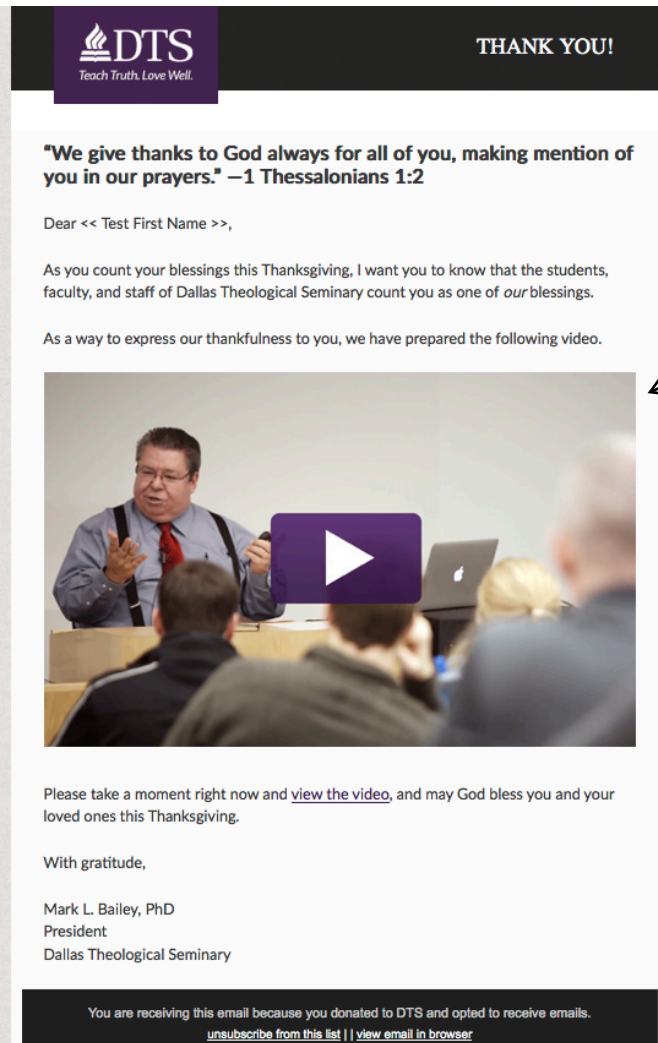 DTS
Teach Truth. Love Well.
THANK YOU!
“We give thanks to God always for all of you, making mention of
you in our prayers.” —1 Thessalonians 1:2
Dear << Test First Name >>,
As you count your blessings this Thanksgiving, I want you to know that the students,
faculty, and staff of Dallas Theological Seminary count you as one of our blessings.
As a way to express our thankfulness to you, we have prepared the following video.
Please take a moment right now and view the video, and may God bless you and your
loved ones this Thanksgiving.
With gratitude,
Mark L. Bailey, PhD
President
Dallas Theological Seminary
You are receiving this email because you donated to DTS and opted to receive emails.
unsubscribe from this list | | view email in browser